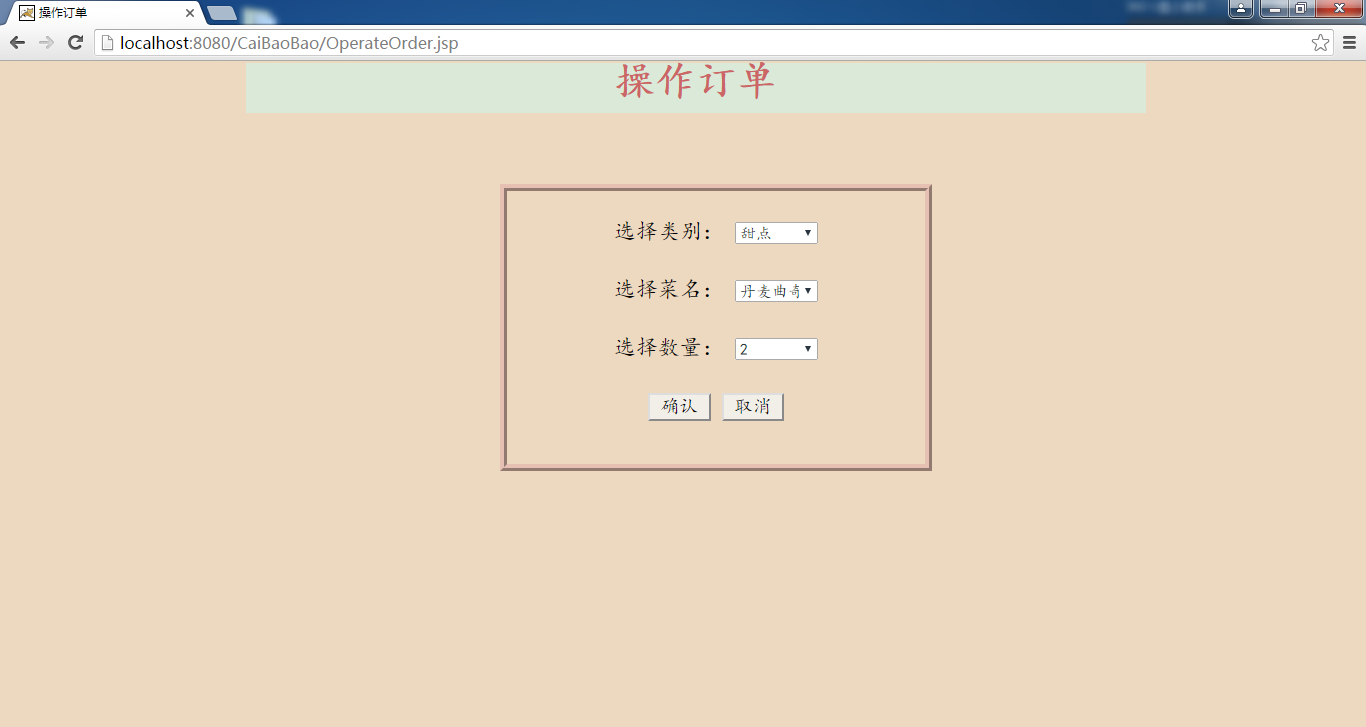 操作订单
localhost:8080/CaiBaoBao/OperateOrder.jsp
操作订单
选择类别： 甜点
选择菜名： 丹麦曲奇
选择数量： 2
确认 取消